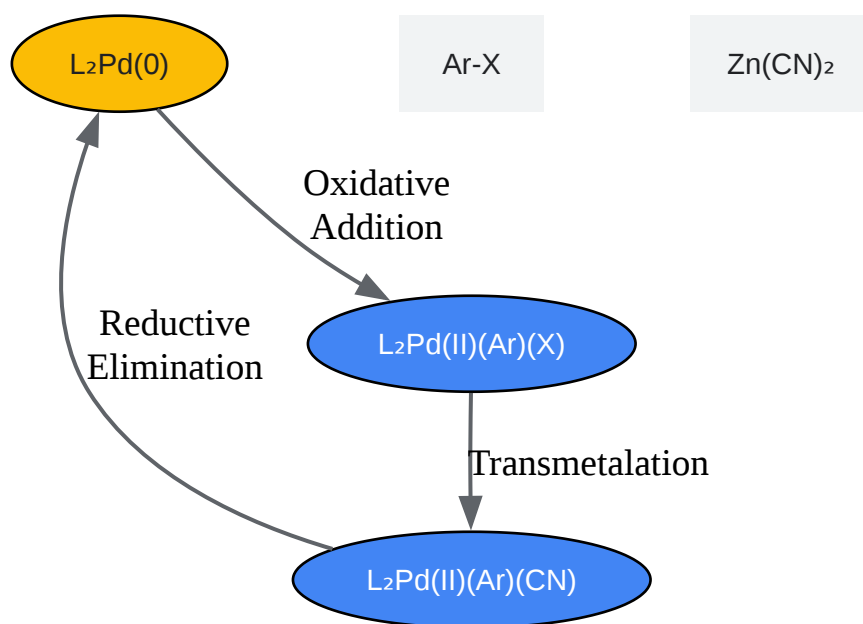 L₂Pd(0)
Ar-X
Zn(CN)₂
Oxidative
Addition
Reductive
Elimination
L₂Pd(II)(Ar)(X)
Transmetalation
L₂Pd(II)(Ar)(CN)